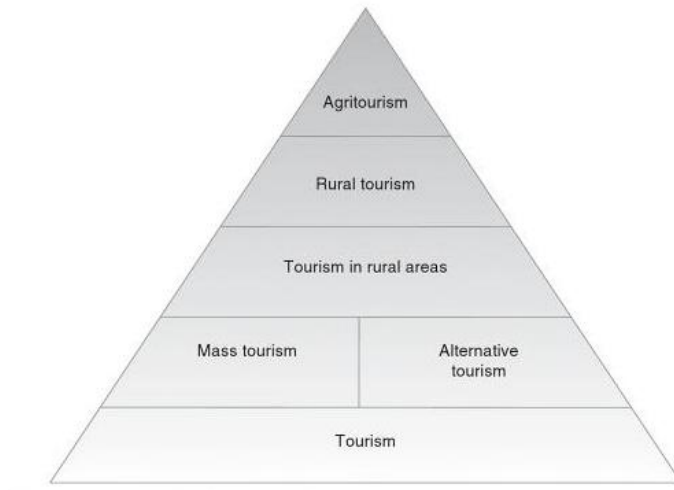 Agritourism
Rural tourism
Tourism in rural areas
Mass tourism
Alternative
tourism
Tourism